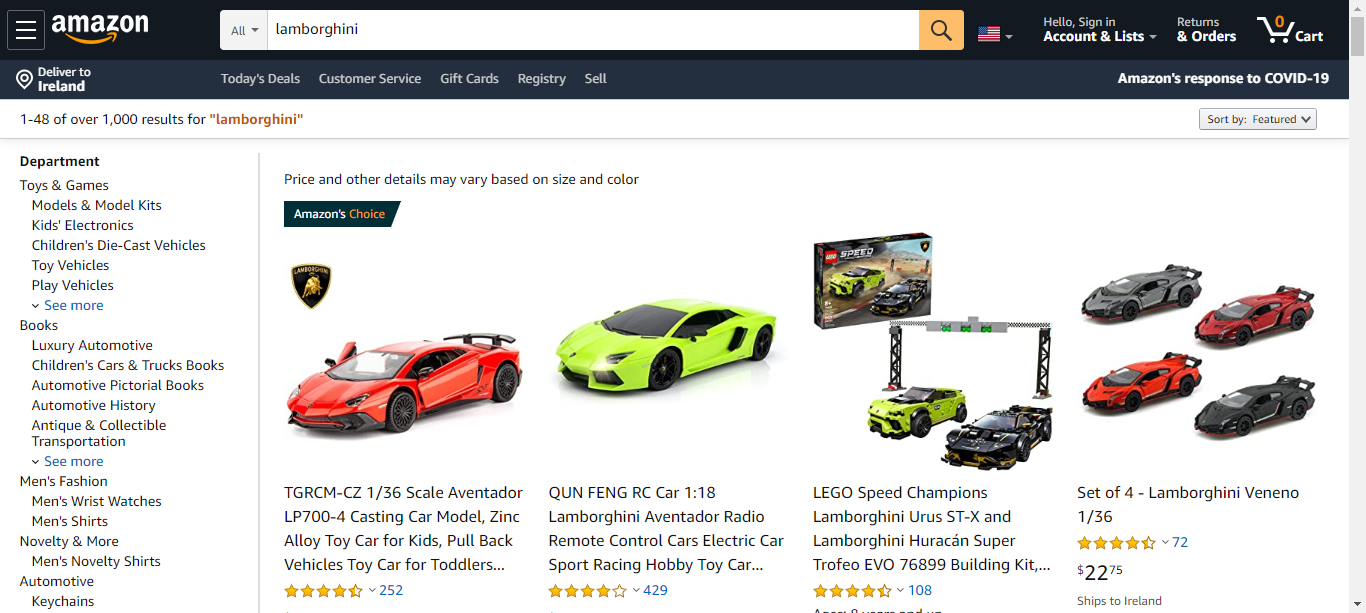 amazon
All
lamborghini
Hello, Sign in
Account & Lists
Returns
& Orders
0
Cart
Deliver to
Ireland
Today's Deals
Customer Service
Gift Cards
Registry
Sell
Amazon's response to COVID-19
1-48 of over 1,000 results for "lamborghini"
Sort by: Featured
Department
Toys & Games
Models & Model Kits
Kids' Electronics
Children's Die-Cast Vehicles
Toy Vehicles
Play Vehicles
See more
Books
Luxury Automotive
Children's Cars & Trucks Books
Automotive Pictorial Books
Automotive History
Antique & Collectible
Transportation
See more
Men's Fashion
Men's Wrist Watches
Men's Shirts
Novelty & More
Men's Novelty Shirts
Automotive
Keychains
Price and other details may vary based on size and color
Amazon's Choice
LAMBORGHINI
TGRCM-CZ 1/36 Scale Aventador
LP700-4 Casting Car Model, Zinc
Alloy Toy Car for Kids, Pull Back
Vehicles Toy Car for Toddlers...
252
QUN FENG RC Car 1:18
Lamborghini Aventador Radio
Remote Control Cars Electric Car
Sport Racing Hobby Toy Car...
429
LEGO SPEED
LEGO Speed Champions
Lamborghini Urus ST-X and
Lamborghini Huracán Super
Trofeo EVO 76899 Building Kit,...
108
Ages: 8 years and up
Set of 4 - Lamborghini Veneno
1/36
72
$22 75
Ships to Ireland